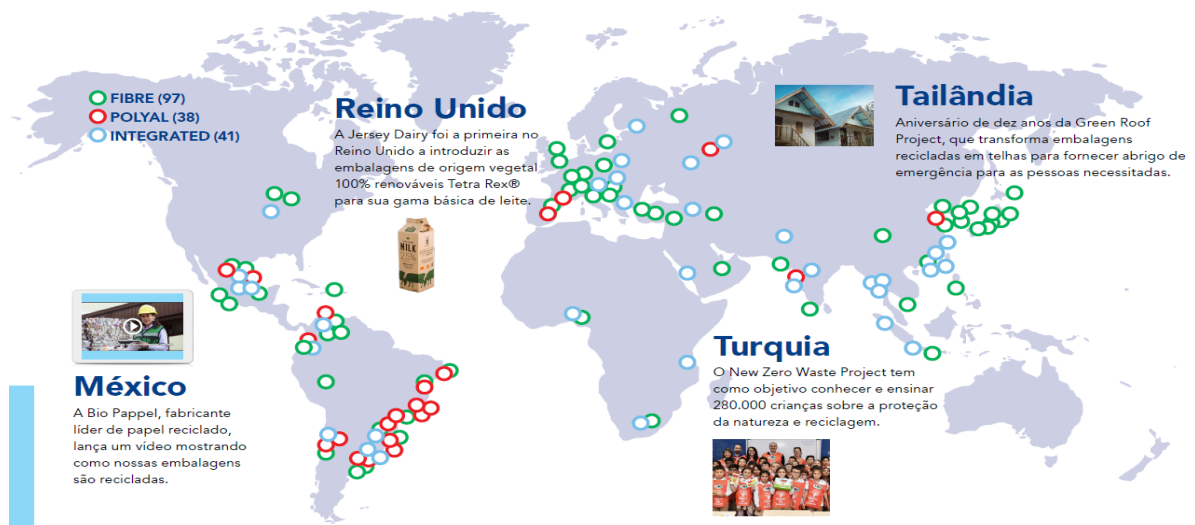 FIBRE (97)
POLYAL (38)
INTEGRATED (41)
Reino Unido
A Jersey Dairy foi a primeira no
Reino Unido a introduzir as
embalagens de origem vegetal
100% renováveis Tetra Rex®
para sua gama básica de leite.
MILK
Tailândia
Aniversário de dez anos da Green Roof
Project, que transforma embalagens
recicladas em telhas para fornecer abrigo de
emergência para as pessoas necessitadas.
México
A Bio Pappel, fabricante
líder de papel reciclado,
lança um vídeo mostrando
como nossas embalagens
são recicladas.
Turquia
O New Zero Waste Project tem
como objetivo conhecer e ensinar
280.000 crianças sobre a proteção
da natureza e reciclagem.